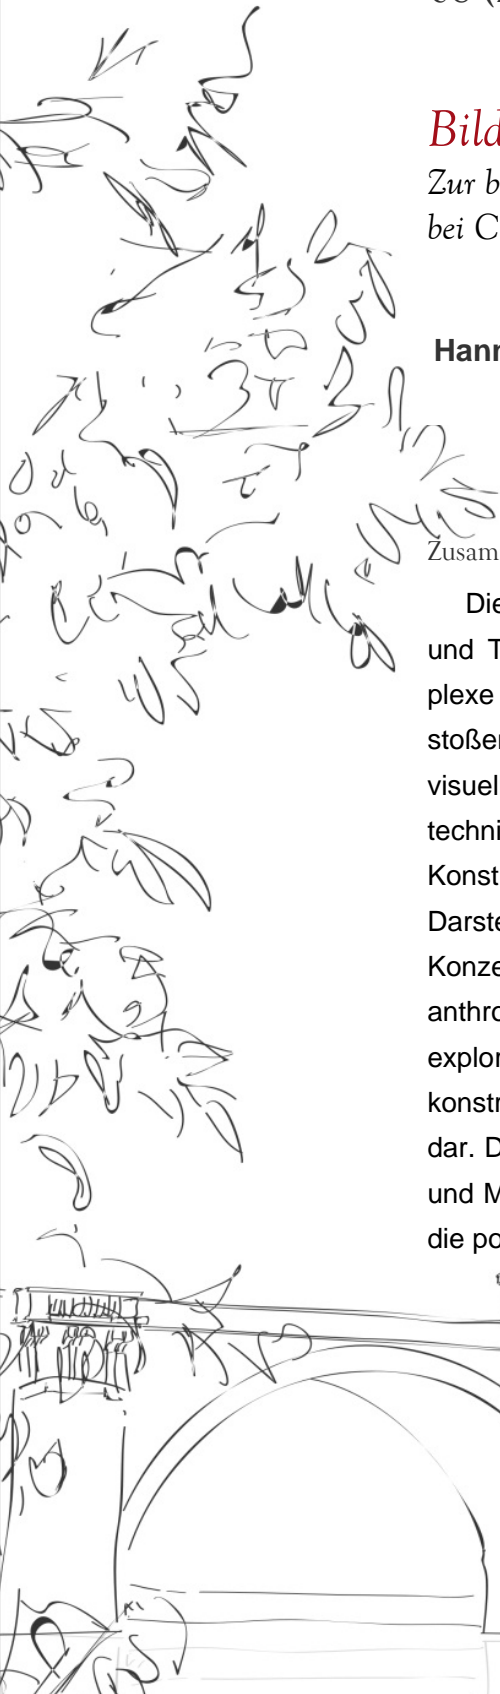 Bild
Zur b
bei C
Hann
Zusam
Die
und T
plexe
stoßen
visuel
techni
Konst
Darste
Konze
anthro
explor
konstr
dar. D
und M
die po